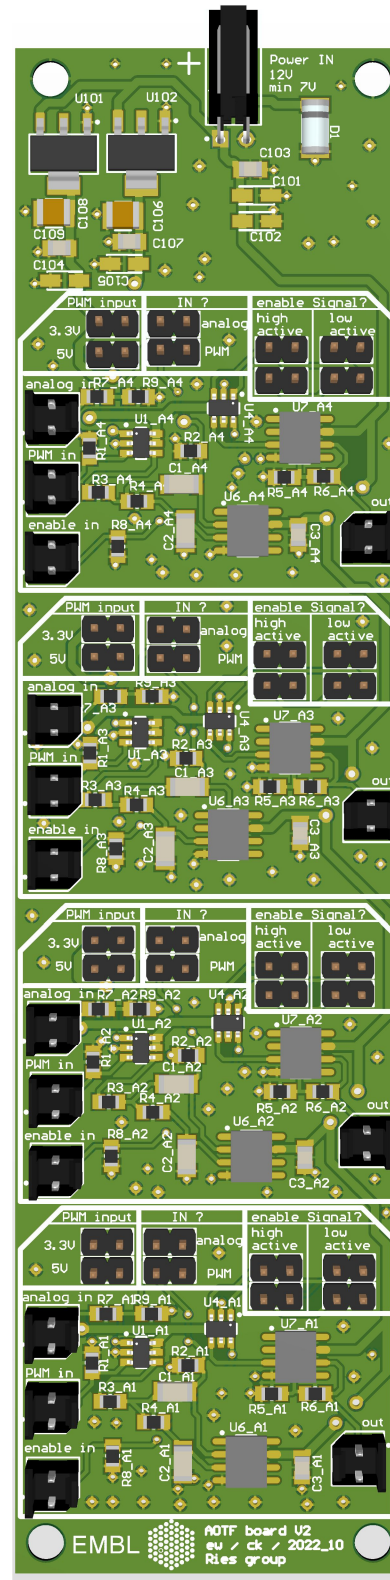 +
Power IN
12V
min 7V
D1
U101
U102
C103
C101
C102
C108
C109
C104
C106
C107
C105
PWM input
IN ?
enable Signal?
3.3V
5V
analog
PWM
high active
low active
analog in
R7_A4
R9_A4
U4_A4
U7_A4
R1_A4
U1_A4
R2_A4
PWM in
R3_A4
R4_A4
C1_A4
U6_A4
R5_A4
R6_A4
out
enable in
R8_A4
C2_A4
C3_A4
PWM input
IN ?
enable Signal?
3.3V
5V
analog
PWM
high active
low active
analog in
R7_A3
R9_A3
U4_A3
U7_A3
R1_A3
U1_A3
R2_A3
PWM in
R3_A3
R4_A3
C1_A3
U6_A3
R5_A3
R6_A3
out
enable in
R8_A3
C2_A3
C3_A3
PWM input
IN ?
enable Signal?
3.3V
5V
analog
PWM
high active
low active
analog in
R7_A2
R9_A2
U4_A2
U7_A2
R1_A2
U1_A2
R2_A2
PWM in
R3_A2
R4_A2
C1_A2
U6_A2
R5_A2
R6_A2
out
enable in
R8_A2
C2_A2
C3_A2
PWM input
IN ?
enable Signal?
3.3V
5V
analog
PWM
high active
low active
analog in
R7_A1
R9_A1
U4_A1
U7_A1
R1_A1
U1_A1
R2_A1
PWM in
R3_A1
R4_A1
C1_A1
U6_A1
R5_A1
R6_A1
out
enable in
R8_A1
C2_A1
C3_A1
EMBL
AOTF board V2
ew / ck / 2022_10
Ries group